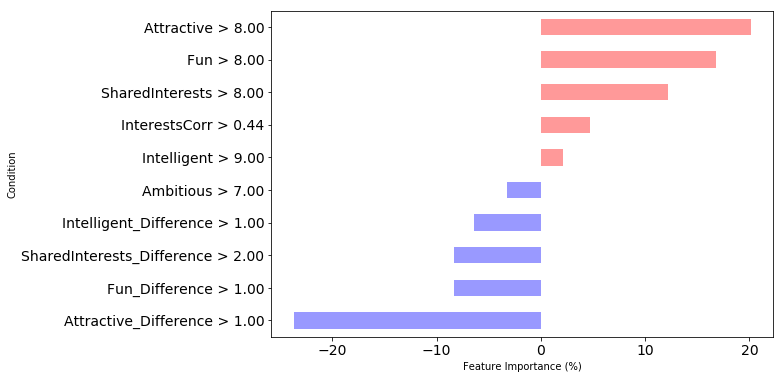 Condition
Attractive > 8.00
Fun > 8.00
SharedInterests > 8.00
InterestsCorr > 0.44
Intelligent > 9.00
Ambitious > 7.00
Intelligent_Difference > 1.00
SharedInterests_Difference > 2.00
Fun_Difference > 1.00
Attractive_Difference > 1.00
−20 −10 0 10 20
Feature Importance (%)